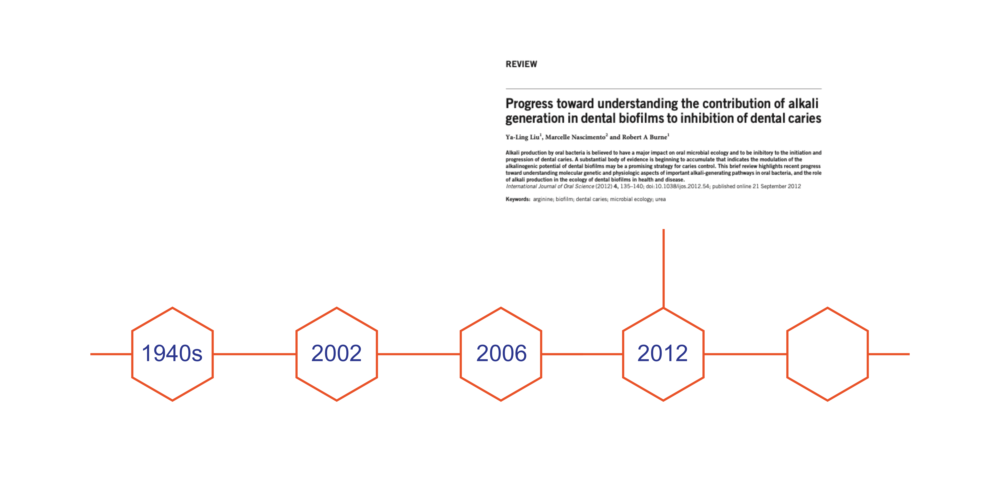 REVIEW
Progress toward understanding the contribution of alkali
generation in dental biofilms to inhibition of dental caries
Ya-Ling Liu1, Marcelle Nascimento2 and Robert A Burne1
Alkali production by oral bacteria is believed to have a major impact on oral microbial ecology and to be inibitory to the initiation and
progression of dental caries. A substantial body of evidence is beginning to accumulate that indicates the modulation of the
alkalinogenic potential of dental biofilms may be a promising strategy for caries control. This brief review highlights recent progress
toward understanding molecular genetic and physiologic aspects of important alkali-generating pathways in oral bacteria, and the role
of alkali production in the ecology of dental biofilms in health and disease.
International Journal of Oral Science (2012) 4, 135–140; doi:10.1038/ijos.2012.54; published online 21 September 2012
Keywords: arginine; biofilm; dental caries; microbial ecology; urea
1940s
2002
2006
2012